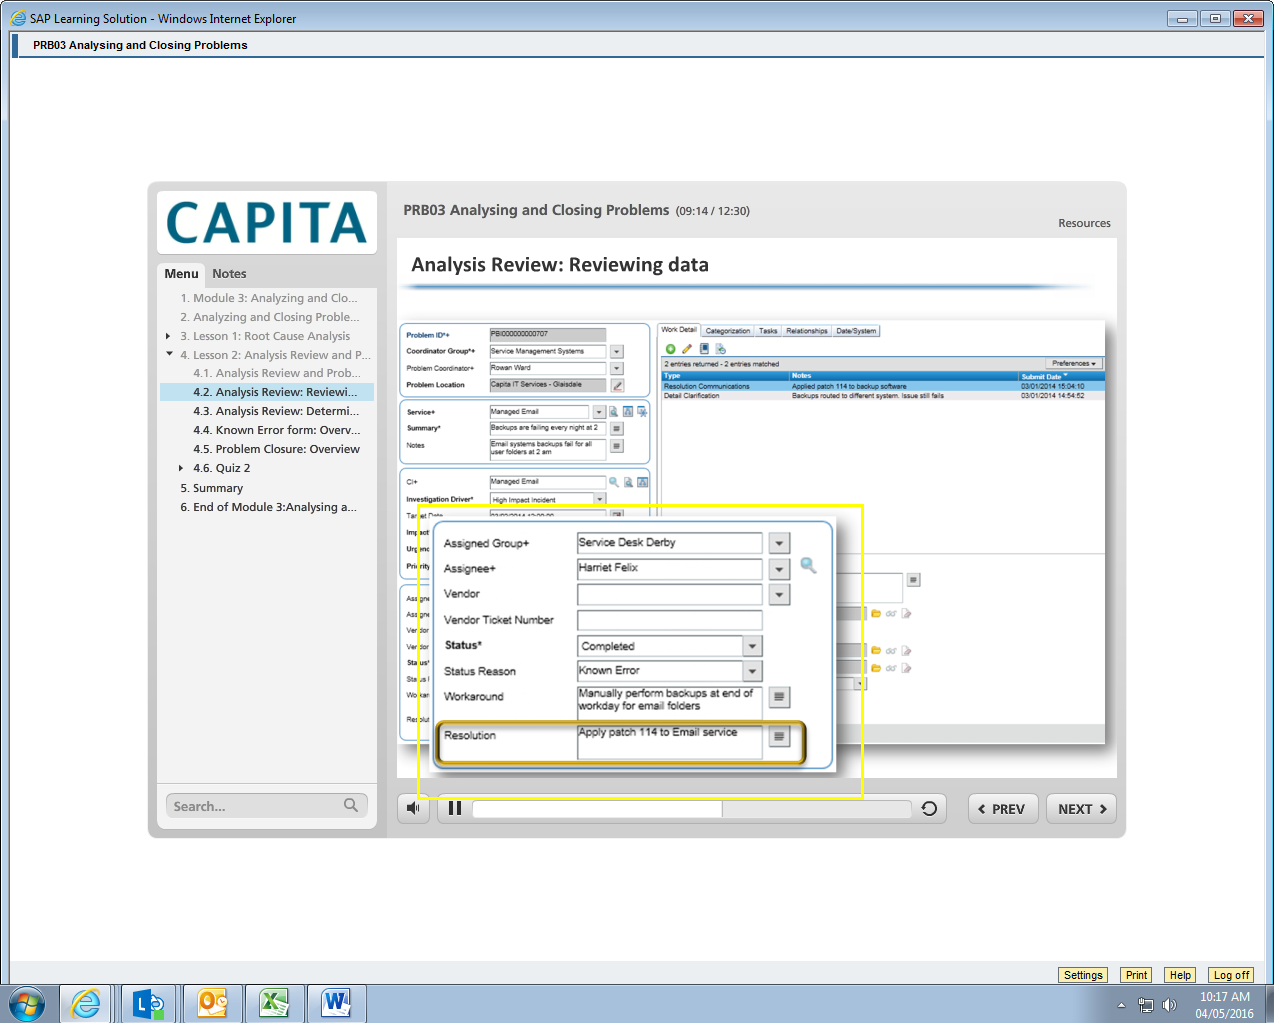 SAP Learning Solution - Windows Internet Explorer
PRB03 Analysing and Closing Problems
CAPITA
Menu
Notes
1. Module 3: Analyzing and Clo...
2. Analyzing and Closing Proble...
3. Lesson 1: Root Cause Analysis
4. Lesson 2: Analysis Review and P...
4.1. Analysis Review and Prob...
4.2. Analysis Review: Reviewi...
4.3. Analysis Review: Determi...
4.4. Known Error form: Overv...
4.5. Problem Closure: Overview
4.6. Quiz 2
5. Summary
6. End of Module 3:Analysing a...
Search...
PRB03 Analysing and Closing Problems (09:14 / 12:30)
Resources
Analysis Review: Reviewing data
Problem ID*+ PBI000000000707
Coordinator Group*+ Service Management Systems
Problem Coordinator+ Rowan Ward
Problem Location Capita IT Services - Glaisdale
Service+ Managed Email
Summary* Backups are failing every night at 2
Notes Email systems backups fail for all
user folders at 2 am
CI+ Managed Email
Investigation Driver* High Impact Incident
Work Detail Categorization Tasks Relationships Date/System
2 entries returned - 2 entries matched Preferences
Type Notes Submit Date
Resolution Communications Applied patch 114 to backup software 03/01/2014 15:04:10
Detail Clarification Backups routed to different system. Issue still fails 03/01/2014 14:54:52
Assigned Group+ Service Desk Derby
Assignee+ Harriet Felix
Vendor
Vendor Ticket Number
Status* Completed
Status Reason Known Error
Workaround Manually perform backups at end of
workday for email folders
Resolution Apply patch 114 to Email service
PREV
NEXT
Settings Print Help Log off
10:17 AM
04/05/2016